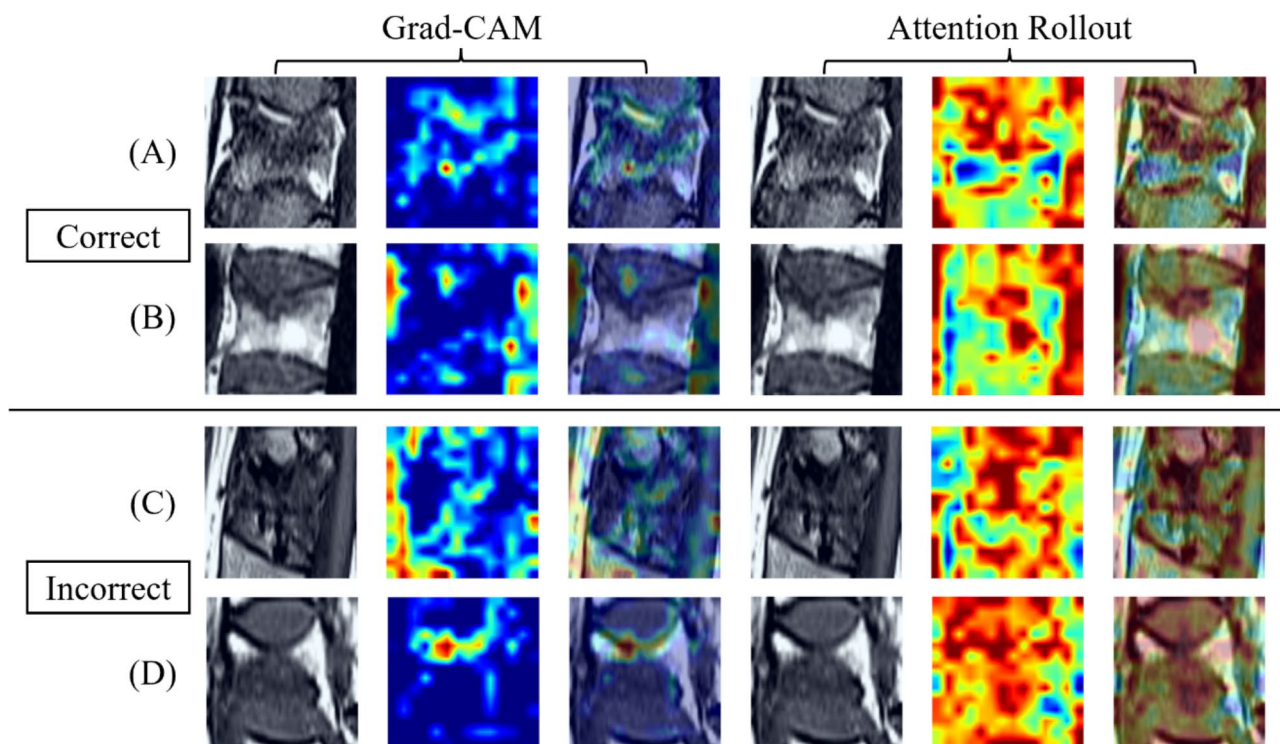 Grad-CAM
Attention Rollout
(A)
Correct
(B)
(C)
Incorrect
(D)